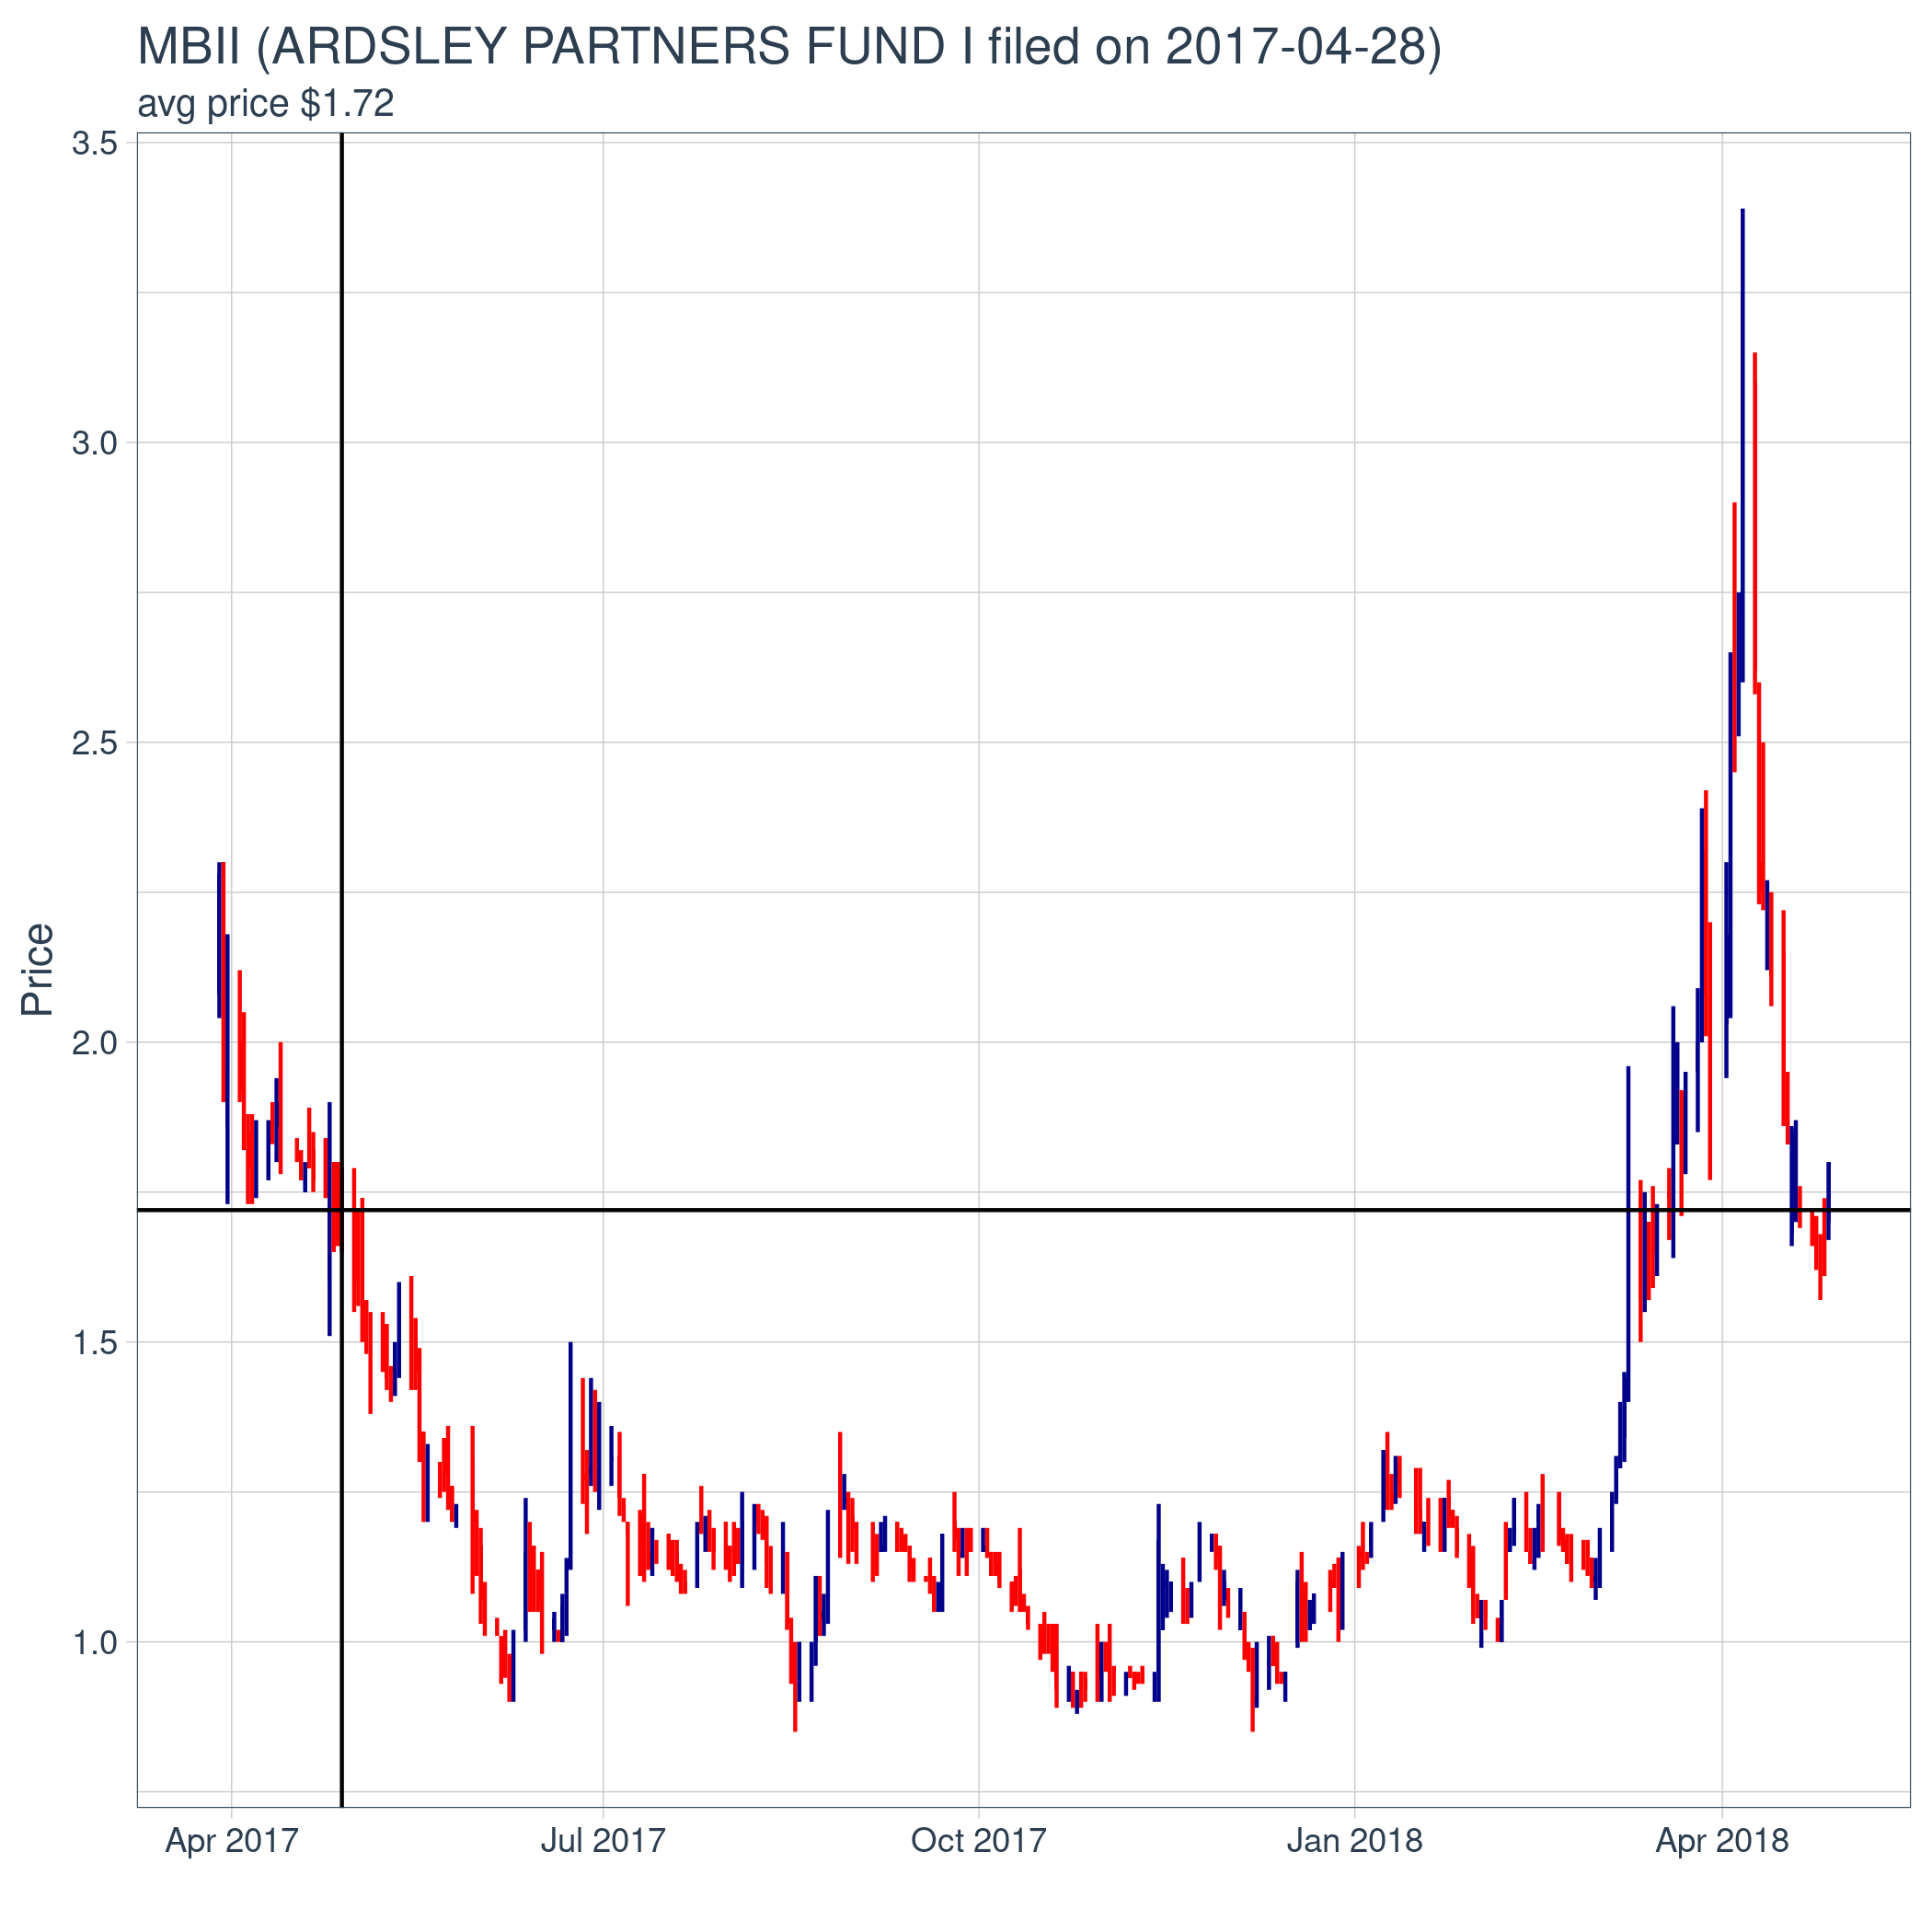 MBII (ARDSLEY PARTNERS FUND I filed on 2017-04-28)
avg price $1.72
3.5
3.0
2.5
2.0
1.5
1.0
Price
Apr 2017 Jul 2017 Oct 2017 Jan 2018 Apr 2018